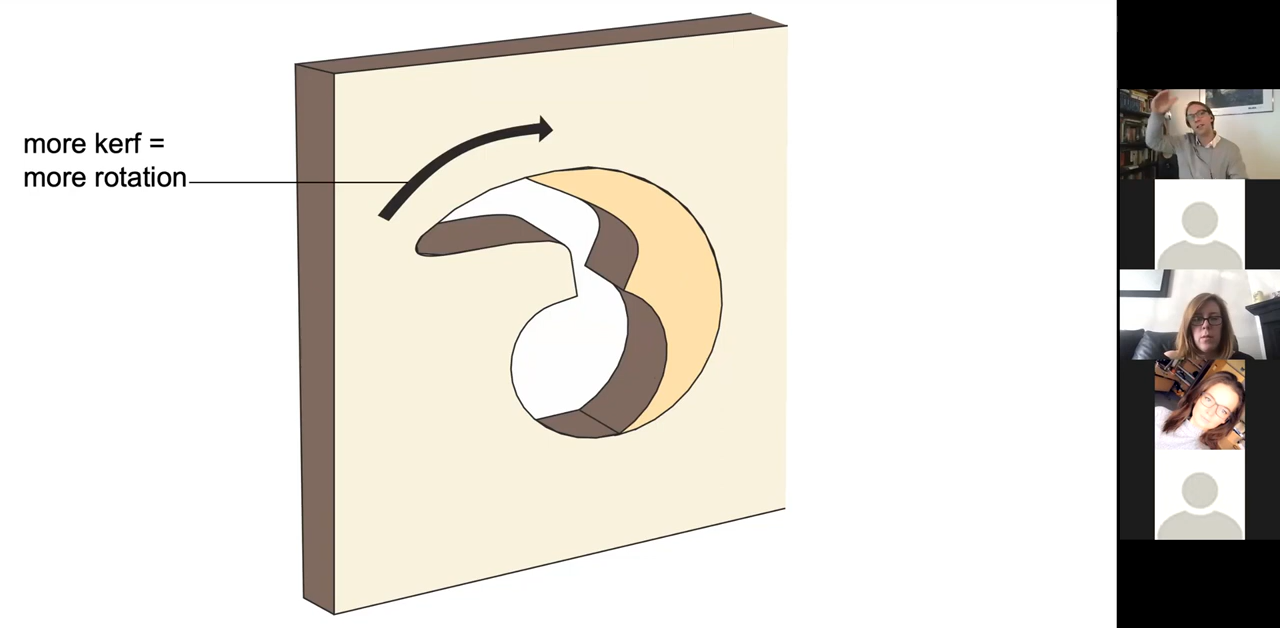 more kerf =
more rotation